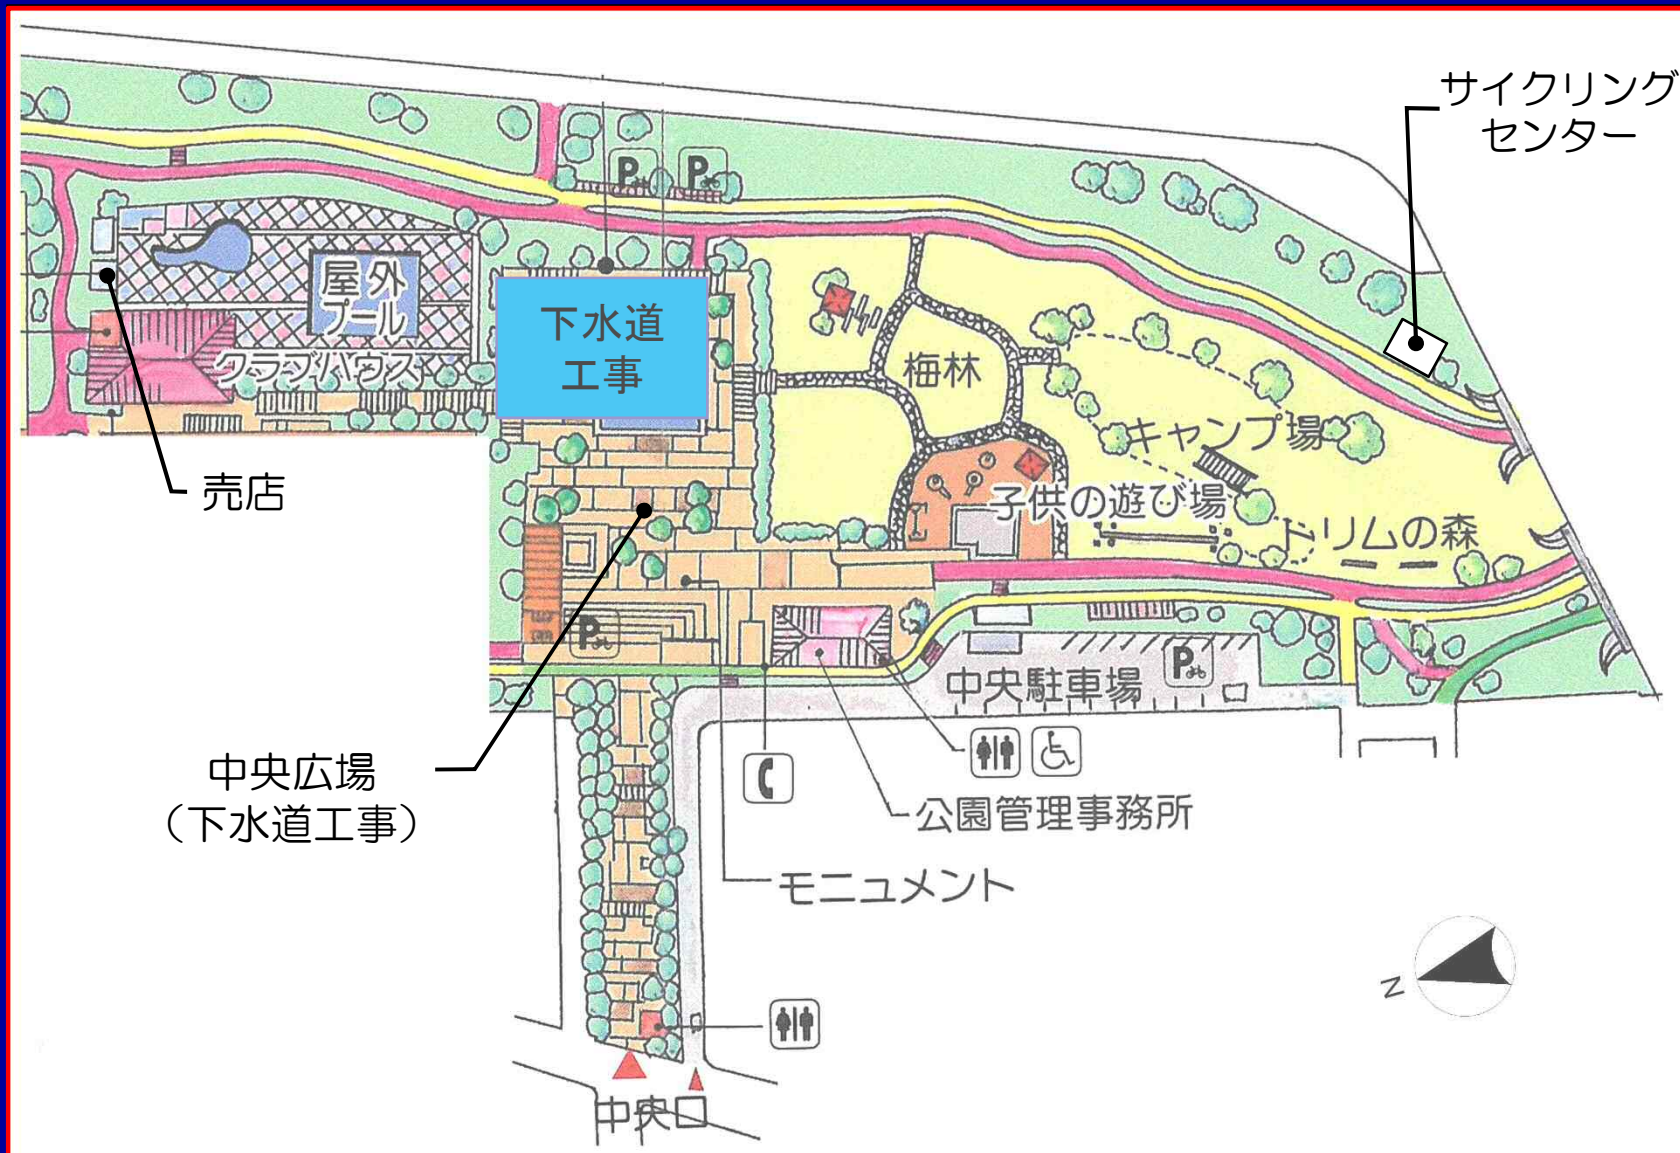 サイクリング
センター
P
P
屋外
プール
クラブハウス
下水道
工事
梅林
キャンプ場
売店
子供の遊び場
トリムの森
P
P
中央駐車場
中央広場
（下水道工事）
公園管理事務所
モニュメント
N
中央口